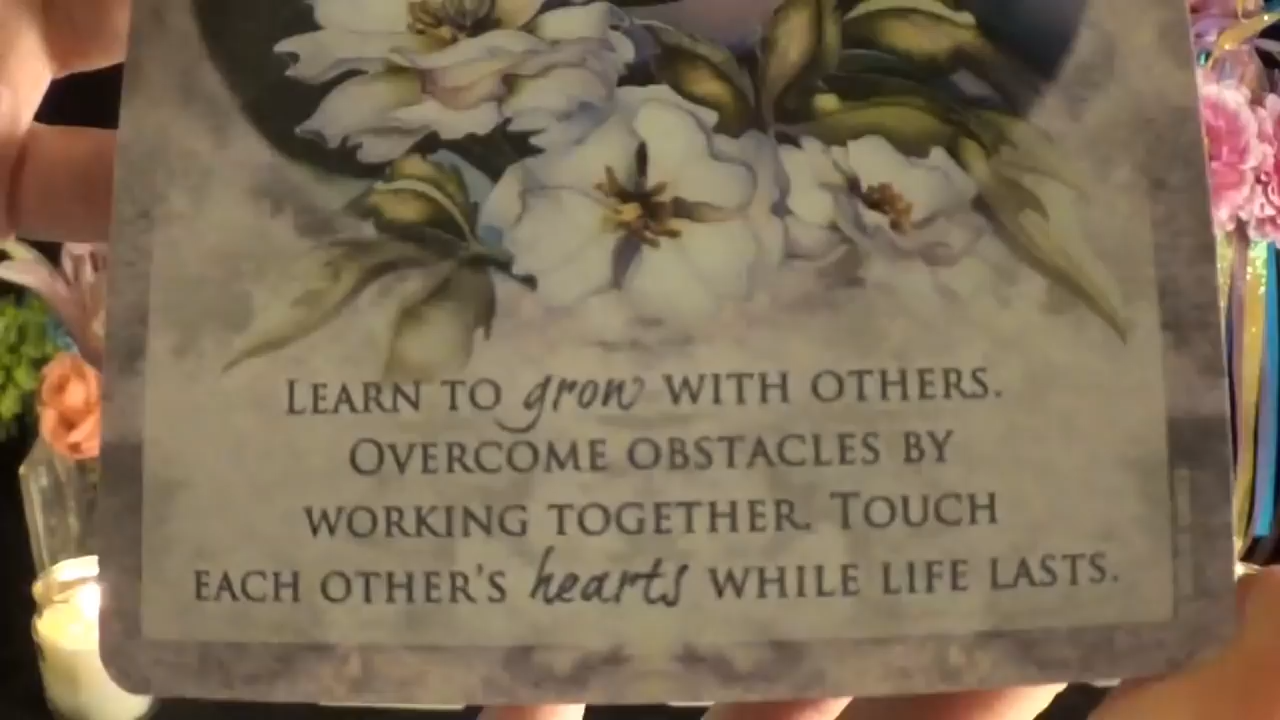 LEARN TO grow WITH OTHERS.
OVERCOME OBSTACLES BY
WORKING TOGETHER. TOUCH
EACH OTHER'S hearts WHILE LIFE LASTS.